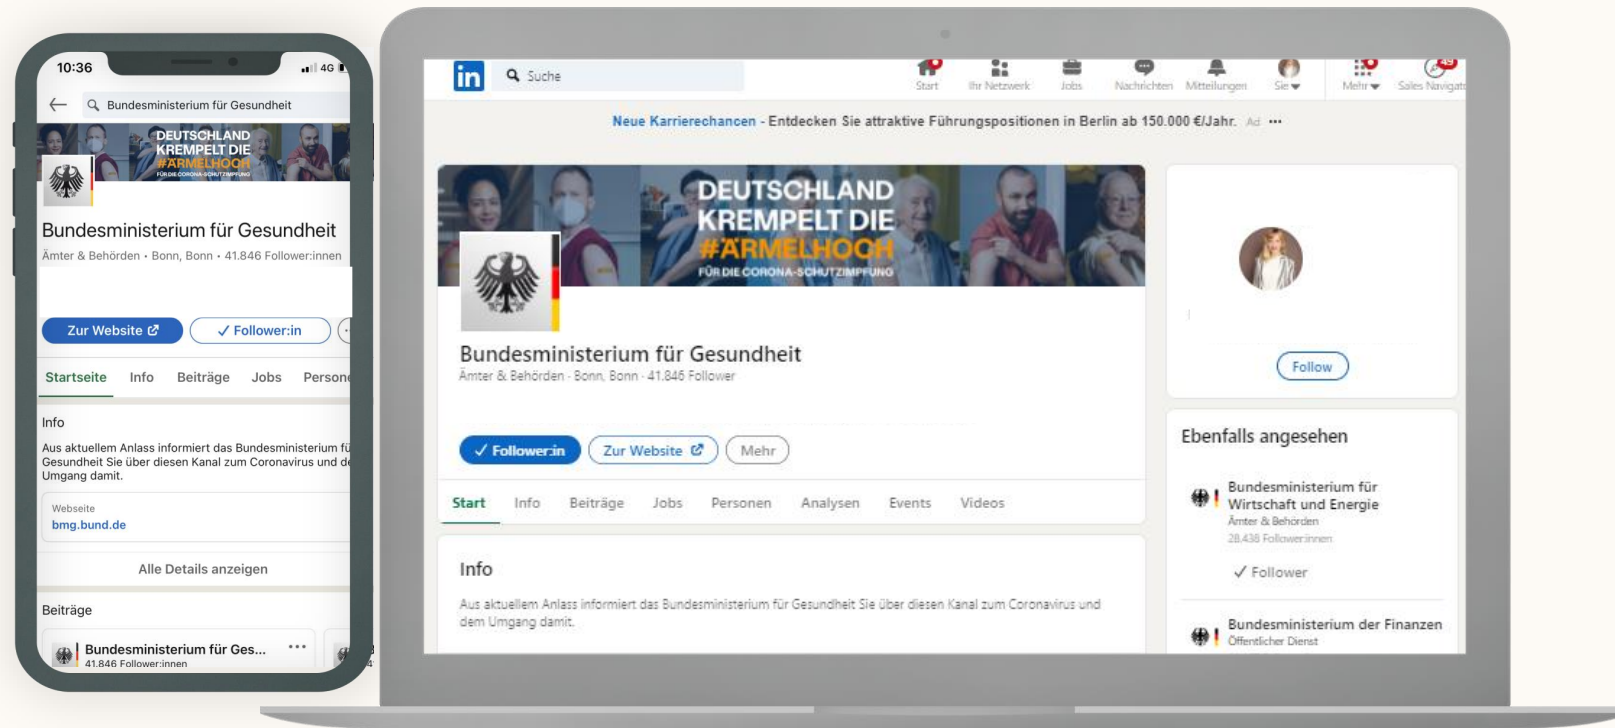 10:36
4G
Bundesministerium für Gesundheit
DEUTSCHLAND
KREMPELT DIE
#ÄRMELHOCH
FÜR DIE CORONA-SCHUTZIMPFUNG
Bundesministerium für Gesundheit
Ämter & Behörden • Bonn, Bonn • 41.846 Follower:innen
Zur Website
Follower:in
Startseite Info Beiträge Jobs Persone
Info
Aus aktuellem Anlass informiert das Bundesministerium fü
Gesundheit Sie über diesen Kanal zum Coronavirus und de
Umgang damit.
Webseite
bmg.bund.de
Alle Details anzeigen
Beiträge
Bundesministerium für Ges... •••
41.846 Follower:innen
in
Suche
Start Ihr Netzwerk Jobs Nachrichten Mitteilungen Sie Mehr Sales Navigato
49
Neue Karrierechancen - Entdecken Sie attraktive Führungspositionen in Berlin ab 150.000 €/Jahr. Ad •••
DEUTSCHLAND
KREMPELT DIE
#ÄRMELHOCH
FÜR DIE CORONA-SCHUTZIMPFUNG
Bundesministerium für Gesundheit
Ämter & Behörden · Bonn, Bonn · 41.846 Follower
Follower:in
Zur Website
Mehr
Start Info Beiträge Jobs Personen Analysen Events Videos
Info
Aus aktuellem Anlass informiert das Bundesministerium für Gesundheit Sie über diesen Kanal zum Coronavirus und
dem Umgang damit.
Follow
Ebenfalls angesehen
Bundesministerium für
Wirtschaft und Energie
Ämter & Behörden
28.438 Follower:innen
Follower
Bundesministerium der Finanzen
Öffentlicher Dienst